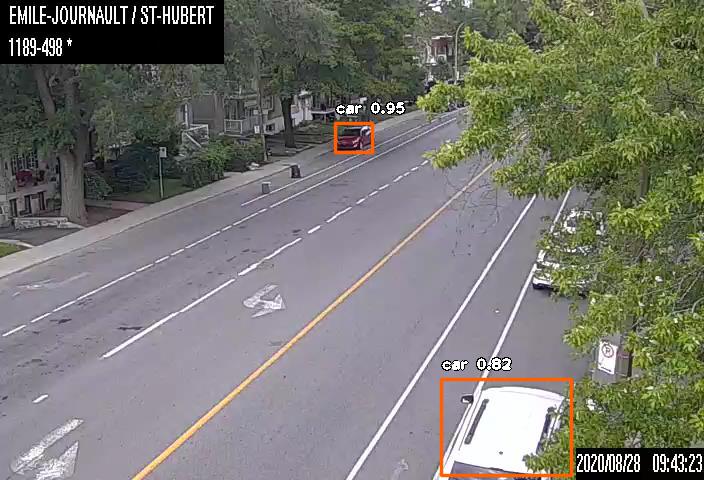 EMILE-JOURNAULT / ST-HUBERT
1189-498 *
car 0.95
car 0.82
2020/08/28 09:43:23